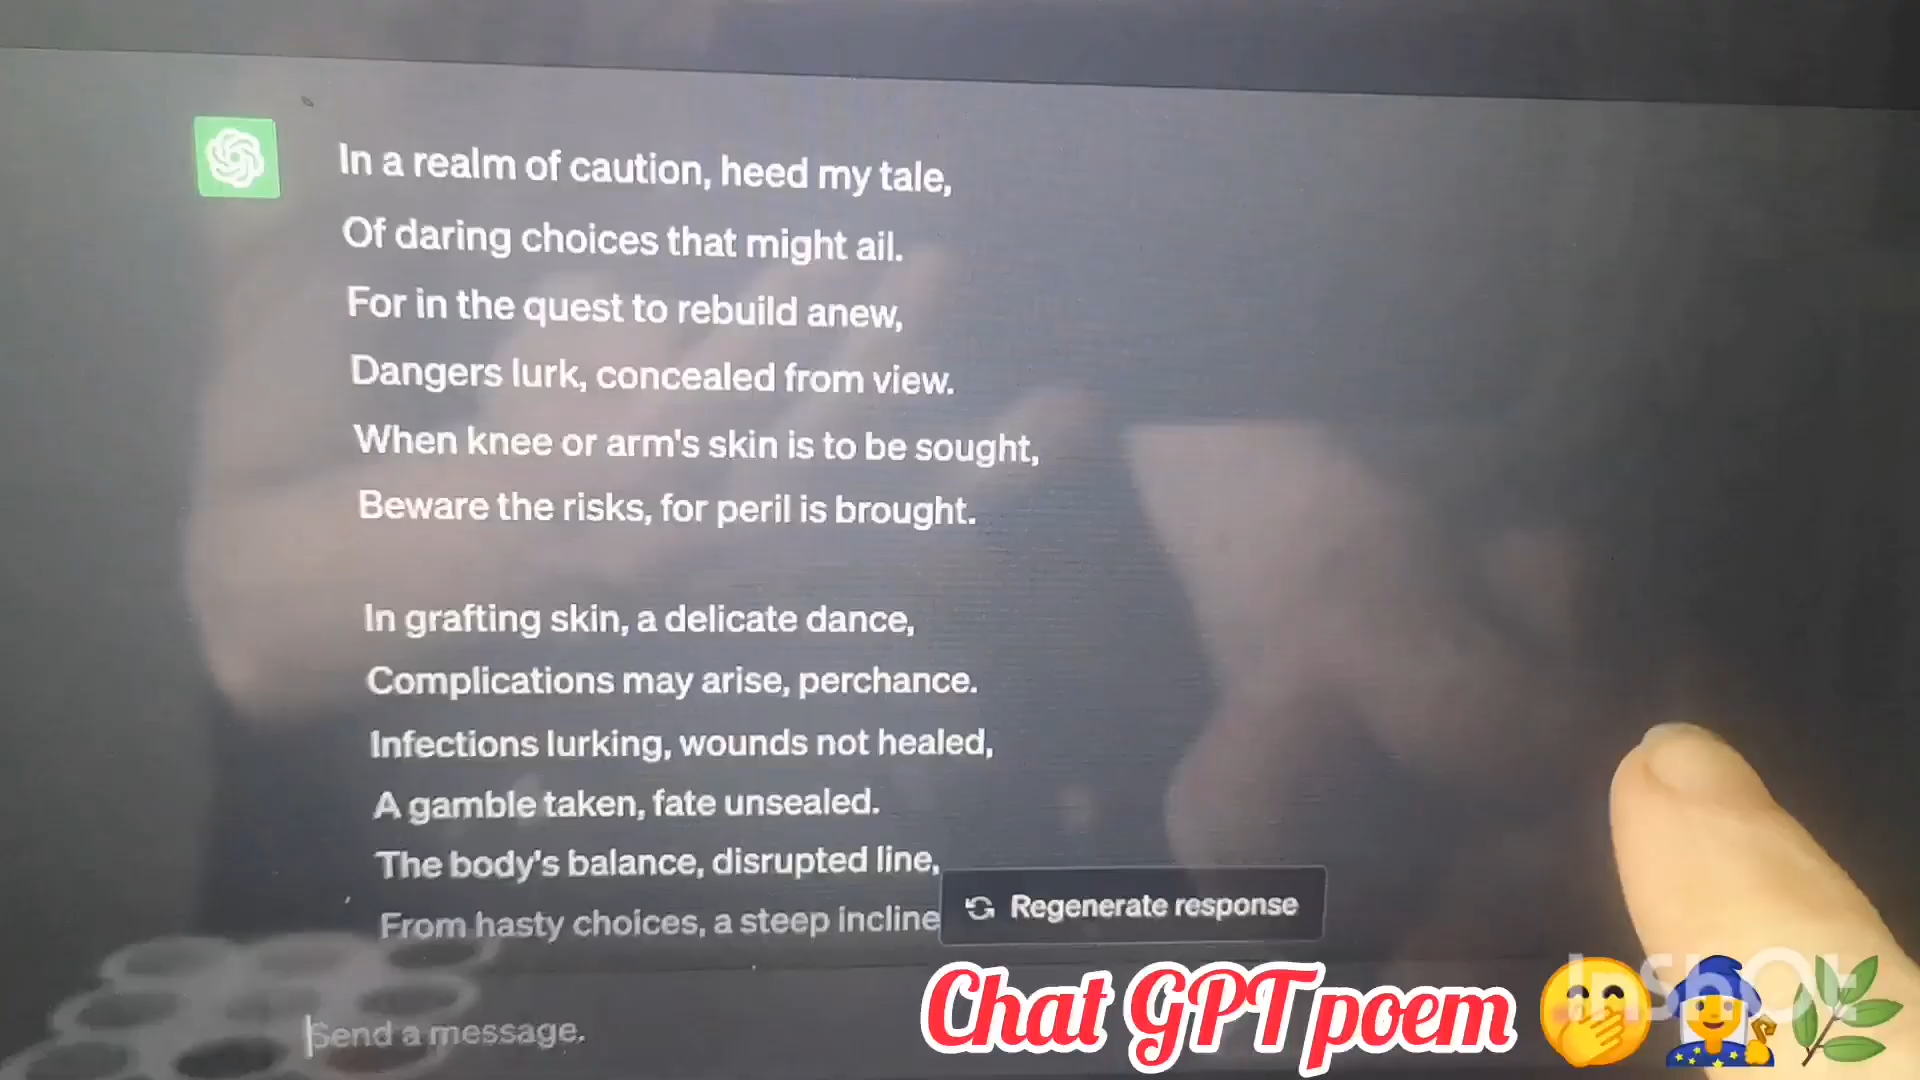 In a realm of caution, heed my tale,
Of daring choices that might ail.
For in the quest to rebuild anew,
Dangers lurk, concealed from view.
When knee or arm's skin is to be sought,
Beware the risks, for peril is brought.
In grafting skin, a delicate dance,
Complications may arise, perchance.
Infections lurking, wounds not healed,
A gamble taken, fate unsealed.
The body's balance, disrupted line,
From hasty choices, a steep incline
Regenerate response
Send a message.
Chat GPT poem
InShOt